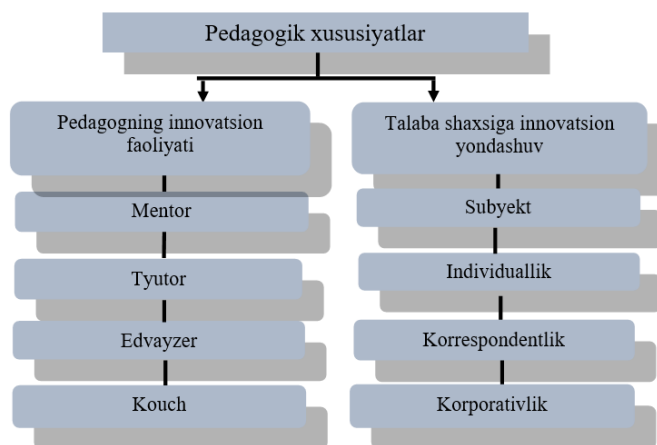 Pedagogik xususiyatlar
Pedagogning innovatsion
faoliyati
Mentor
Tyutor
Edvayzer
Kouch
Talaba shaxsiga innovatsion
yondashuv
Subyekt
Individuallik
Korrespondentlik
Korporativlik